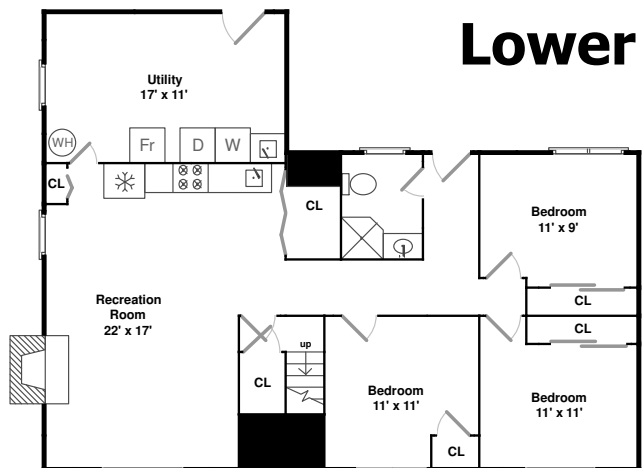 Lower
Utility
17' x 11'
WH
Fr
D
W
CL
CL
Bedroom
11' x 9'
CL
Recreation
Room
22' x 17'
CL
up
CL
Bedroom
11' x 11'
CL
Bedroom
11' x 11'